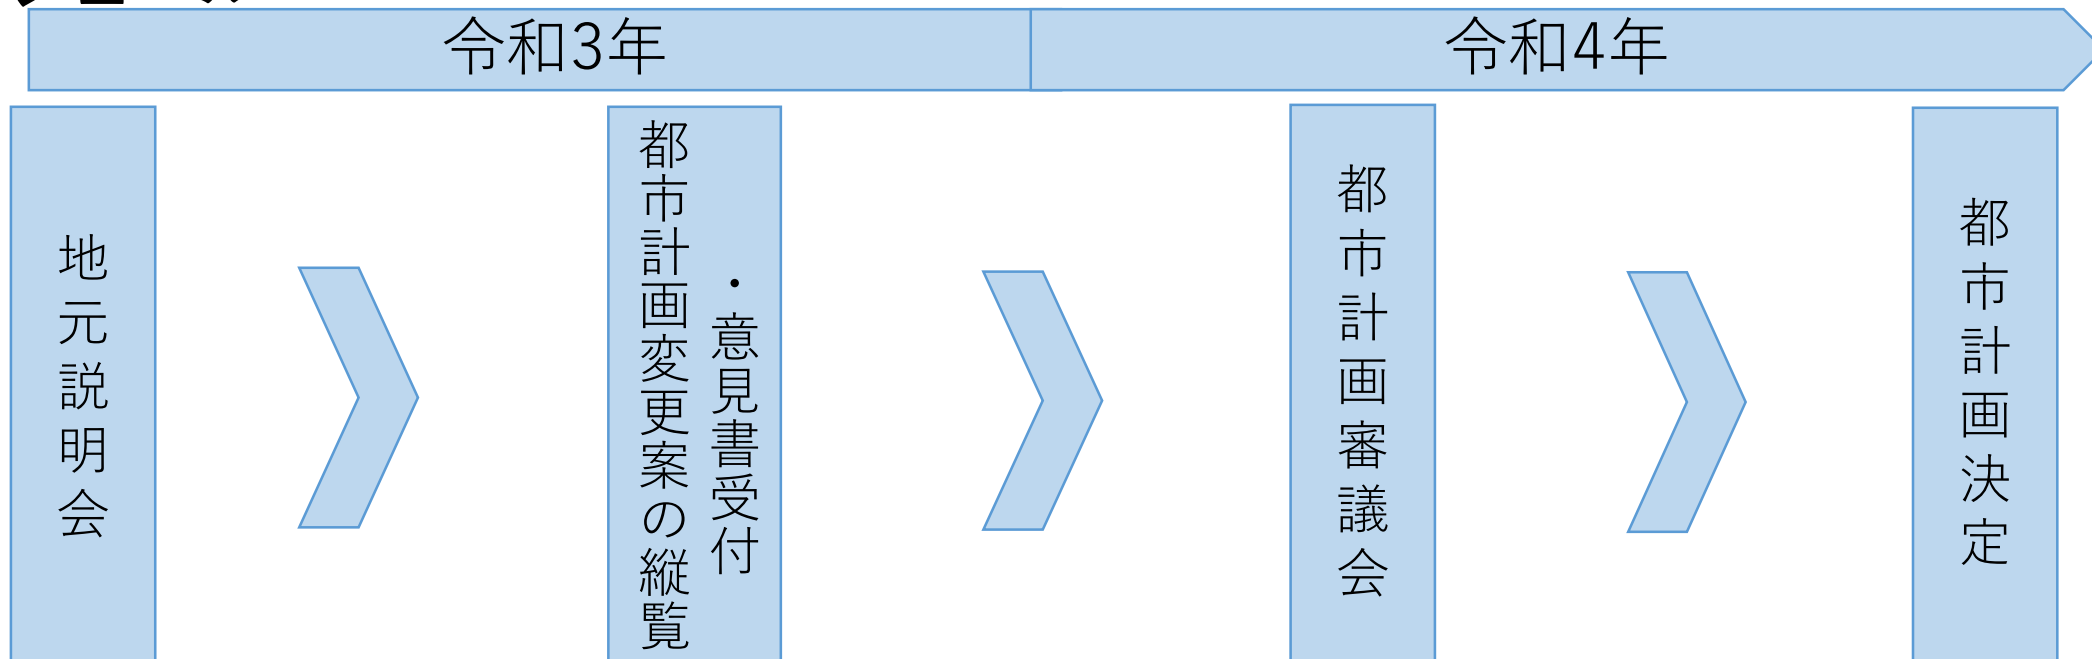 令和3年
令和4年
地元説明会
都市計画変更案の縦覧
・意見書受付
都市計画審議会
都市計画決定